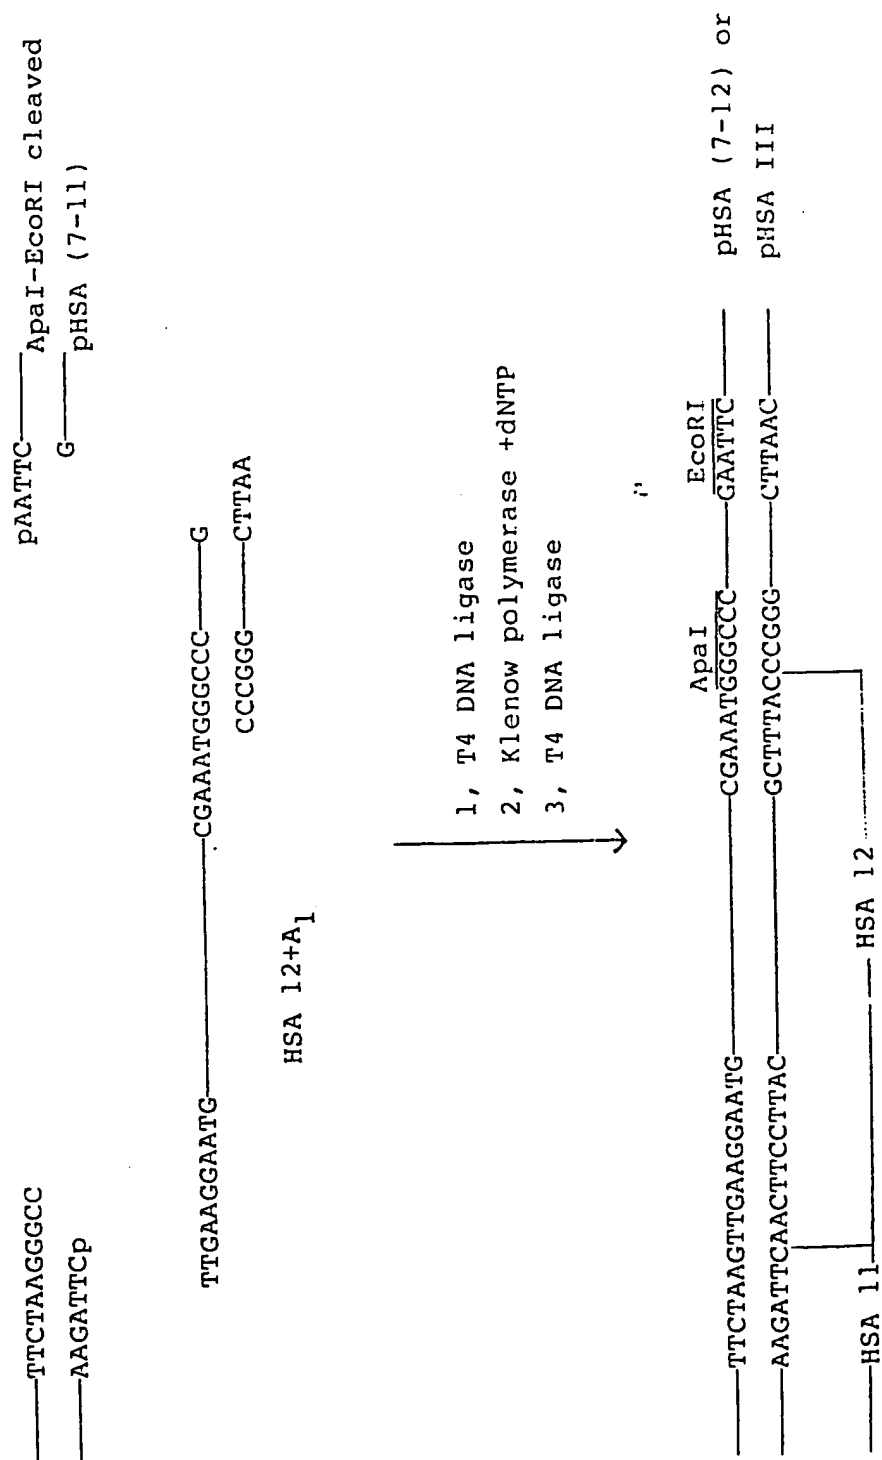 TTCTAAGGGCC pAATTC
ApaI-EcoRI cleaved
AAGATTCp G pHSA (7-11)
TTGAAGGAATG CGAAATGGGCCC G
CCCGGG CTTAA
HSA 12+A1
1, T4 DNA ligase
2, Klenow polymerase +dNTP
3, T4 DNA ligase
ApaI EcoRI
TTCTAAGTTGAAGGAATG CGAAATGGGCCC GAATTC pHSA (7-12) or
AAGATTCAACTTCCTTAC GCTTTACCCGGG CTTAAC pHSA III
HSA 11 HSA 12